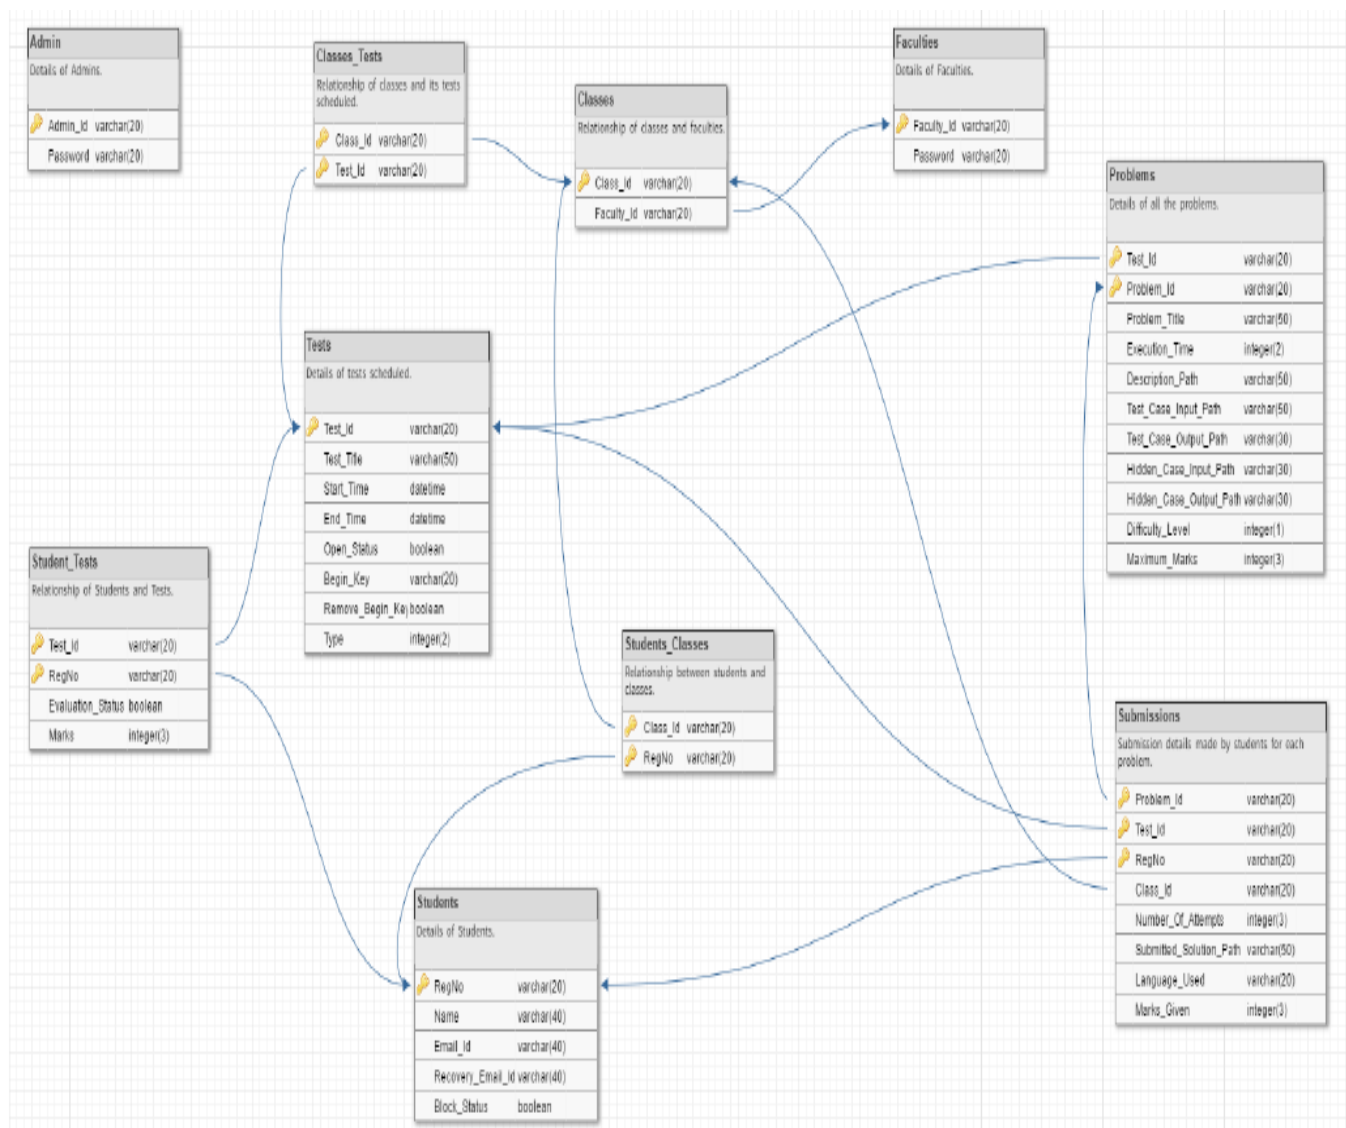 Admin
Details of Admins.
Admin_Id varchar(20)
Password varchar(20)
Classes_Tests
Relationship of classes and its tests
scheduled.
Class_Id varchar(20)
Test_Id varchar(20)
Classes
Relationship of classes and faculties.
Class_Id varchar(20)
Faculty_Id varchar(20)
Faculties
Details of Faculties.
Faculty_Id varchar(20)
Password varchar(20)
Problems
Details of all the problems.
Test_Id varchar(20)
Problem_Id varchar(20)
Problem_Title varchar(50)
Execution_Time integer(2)
Description_Path varchar(50)
Test_Case_Input_Path varchar(50)
Test_Case_Output_Path varchar(30)
Hidden_Case_Input_Path varchar(30)
Hidden_Case_Output_Path varchar(30)
Difficulty_Level integer(1)
Maximum_Marks integer(3)
Tests
Details of tests scheduled.
Test_Id varchar(20)
Test_Title varchar(50)
Start_Time datetime
End_Time datetime
Open_Status boolean
Begin_Key varchar(20)
Remove_Begin_Key boolean
Type integer(2)
Student_Tests
Relationship of Students and Tests.
Test_Id varchar(20)
RegNo varchar(20)
Evaluation_Status boolean
Marks integer(3)
Students_Classes
Relationship between students and
classes.
Class_Id varchar(20)
RegNo varchar(20)
Submissions
Submission details made by students for each
problem.
Problem_Id varchar(20)
Test_Id varchar(20)
RegNo varchar(20)
Class_Id varchar(20)
Number_Of_Attempts integer(3)
Submitted_Solution_Path varchar(50)
Language_Used varchar(20)
Marks_Given integer(3)
Students
Details of Students.
RegNo varchar(20)
Name varchar(40)
Email_Id varchar(40)
Recovery_Email_Id varchar(40)
Block_Status boolean